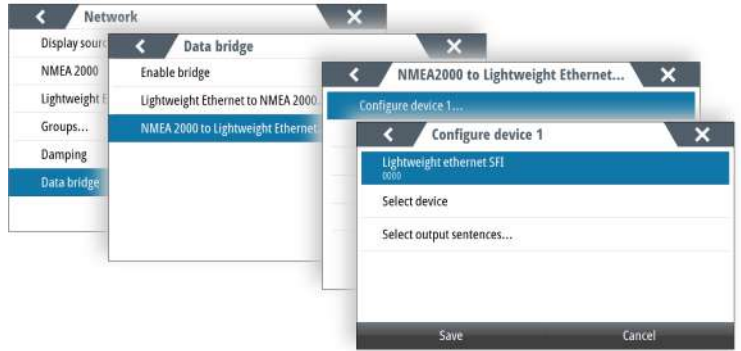 Network
Display
NMEA 2000
Lightweight
Groups...
Damping
Data bridge
Data bridge
Enable bridge
Lightweight Ethernet to NMEA 2000
NMEA 2000 to Lightweight Ethernet
NMEA2000 to Lightweight Ethernet...
Configure device 1...
Configure device 1
Lightweight ethernet SFI
0000
Select device
Select output sentences...
Save
Cancel